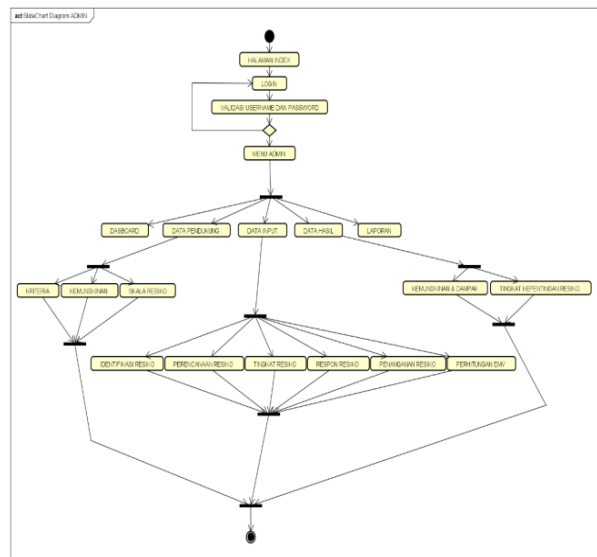 act StateChart Diagram ADMIN
HALAMAN INDEX
LOGIN
VALIDASI USERNAME DAN PASSWORD
MENU ADMIN
DASBOARD
DATA PENDUKUNG
DATA INPUT
DATA HASIL
LAPORAN
KRITERIA
KEMUNGKINAN
SKALA RESIKO
KEMUNGKINAN & DAMPAK
TINGKAT KEPENTINGAN RESIKO
IDENTIFIKASI RESIKO
PERENCANAAN RESIKO
TINGKAT RESIKO
RESPON RESIKO
PENANGANAN RESIKO
PERHITUNGAN EMV